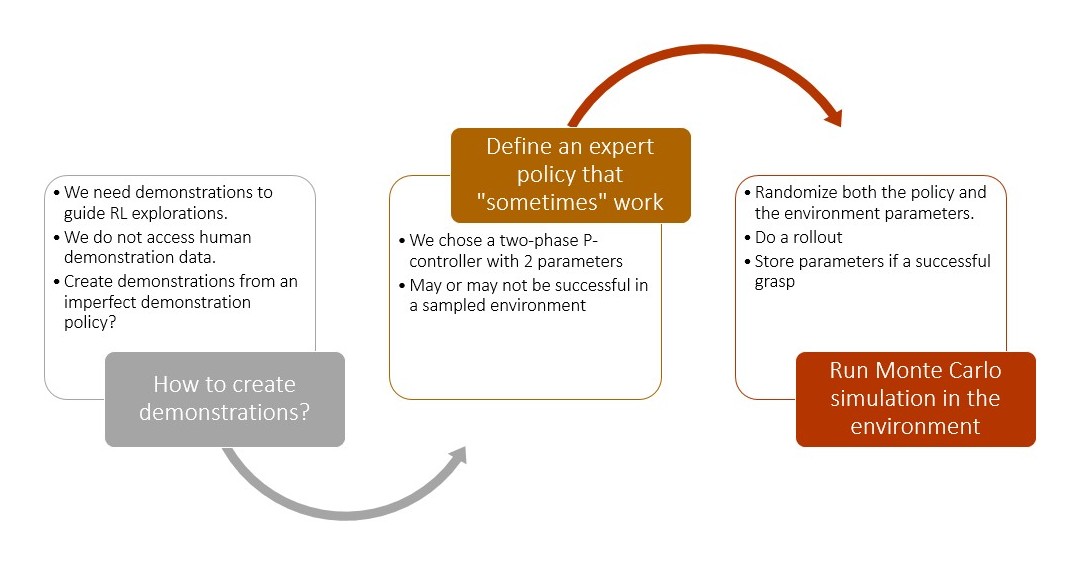 • We need demonstrations to
guide RL explorations.
• We do not access human
demonstration data.
• Create demonstrations from an
imperfect demonstration
policy?
How to create
demonstrations?
Define an expert
policy that
"sometimes" work
• We chose a two-phase P-
controller with 2 parameters
• May or may not be successful in
a sampled environment
• Randomize both the policy and
the environment parameters.
• Do a rollout
• Store parameters if a successful
grasp
Run Monte Carlo
simulation in the
environment